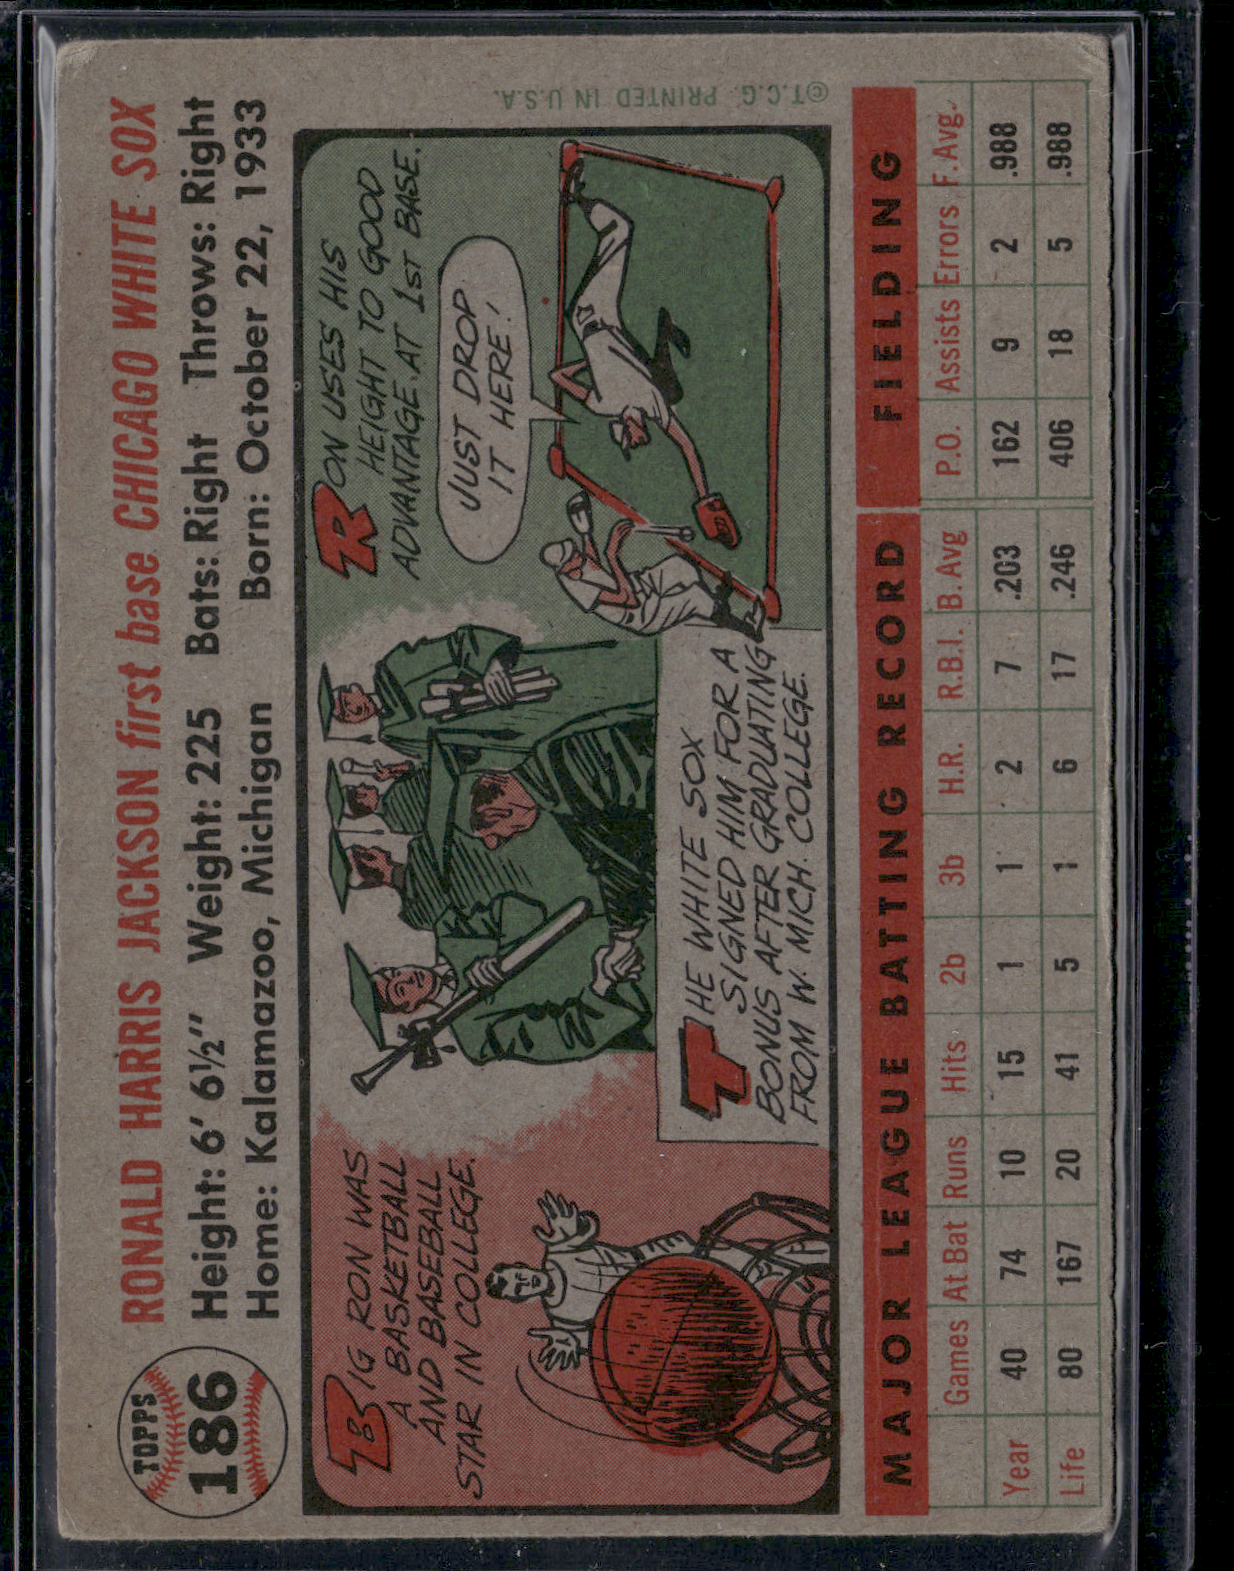 TOPPS
186
RONALD HARRIS JACKSON first base CHICAGO WHITE SOX
Height: 6' 6½" Weight: 225 Bats: Right Throws: Right
Home: Kalamazoo, Michigan Born: October 22, 1933
BIG RON WAS
A BASKETBALL
AND BASEBALL
STAR IN COLLEGE.
THE WHITE SOX
SIGNED HIM FOR A
BONUS AFTER GRADUATING
FROM W. MICH. COLLEGE.
RON USES HIS
HEIGHT TO GOOD
ADVANTAGE AT 1ST BASE.
JUST DROP
IT HERE!
©T.C.G. PRINTED IN U.S.A.
MAJOR LEAGUE BATTING RECORD FIELDING
Games At Bat Runs Hits 2b 3b H.R. R.B.I. B.Avg P.O. Assists Errors F.Avg.
Year 40 74 10 15 1 1 2 7 .203 162 9 2 .988
Life 80 167 20 41 5 1 6 17 .246 406 18 5 .988